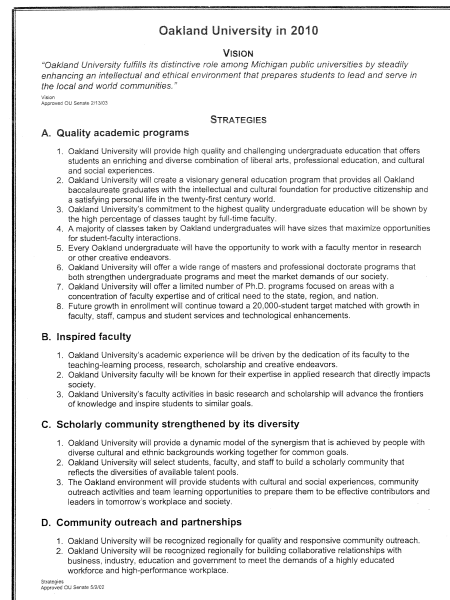 Oakland University in 2010
VISION
"Oakland University fulfills its distinctive role among Michigan public universities by steadily
enhancing an intellectual and ethical environment that prepares students to lead and serve in
the local and world communities."
Vision
Approved OU Senate 2/13/03
STRATEGIES
A. Quality academic programs
1. Oakland University will provide high quality and challenging undergraduate education that offers
students an enriching and diverse combination of liberal arts, professional education, and cultural
and social experiences.
2. Oakland University will create a visionary general education program that provides all Oakland
baccalaureate graduates with the intellectual and cultural foundation for productive citizenship and
a satisfying personal life in the twenty-first century world.
3. Oakland University's commitment to the highest quality undergraduate education will be shown by
the high percentage of classes taught by full-time faculty.
4. A majority of classes taken by Oakland undergraduates will have sizes that maximize opportunities
for student-faculty interactions.
5. Every Oakland undergraduate will have the opportunity to work with a faculty mentor in research
or other creative endeavors.
6. Oakland University will offer a wide range of masters and professional doctorate programs that
both strengthen undergraduate programs and meet the market demands of our society.
7. Oakland University will offer a limited number of Ph.D. programs focused on areas with a
concentration of faculty expertise and of critical need to the state, region, and nation.
8. Future growth in enrollment will continue toward a 20,000-student target matched with growth in
faculty, staff, campus and student services and technological enhancements.
B. Inspired faculty
1. Oakland University's academic experience will be driven by the dedication of its faculty to the
teaching-learning process, research, scholarship and creative endeavors.
2. Oakland University faculty will be known for their expertise in applied research that directly impacts
society.
3. Oakland University's faculty activities in basic research and scholarship will advance the frontiers
of knowledge and inspire students to similar goals.
C. Scholarly community strengthened by its diversity
1. Oakland University will provide a dynamic model of the synergism that is achieved by people with
diverse cultural and ethnic backgrounds working together for common goals.
2. Oakland University will select students, faculty, and staff to build a scholarly community that
reflects the diversities of available talent pools.
3. The Oakland environment will provide students with cultural and social experiences, community
outreach activities and team learning opportunities to prepare them to be effective contributors and
leaders in tomorrow's workplace and society.
D. Community outreach and partnerships
1. Oakland University will be recognized regionally for quality and responsive community outreach.
2. Oakland University will be recognized regionally for building collaborative relationships with
business, industry, education and government to meet the demands of a highly educated
workforce and high-performance workplace.
Strategies
Approved OU Senate 5/9/02